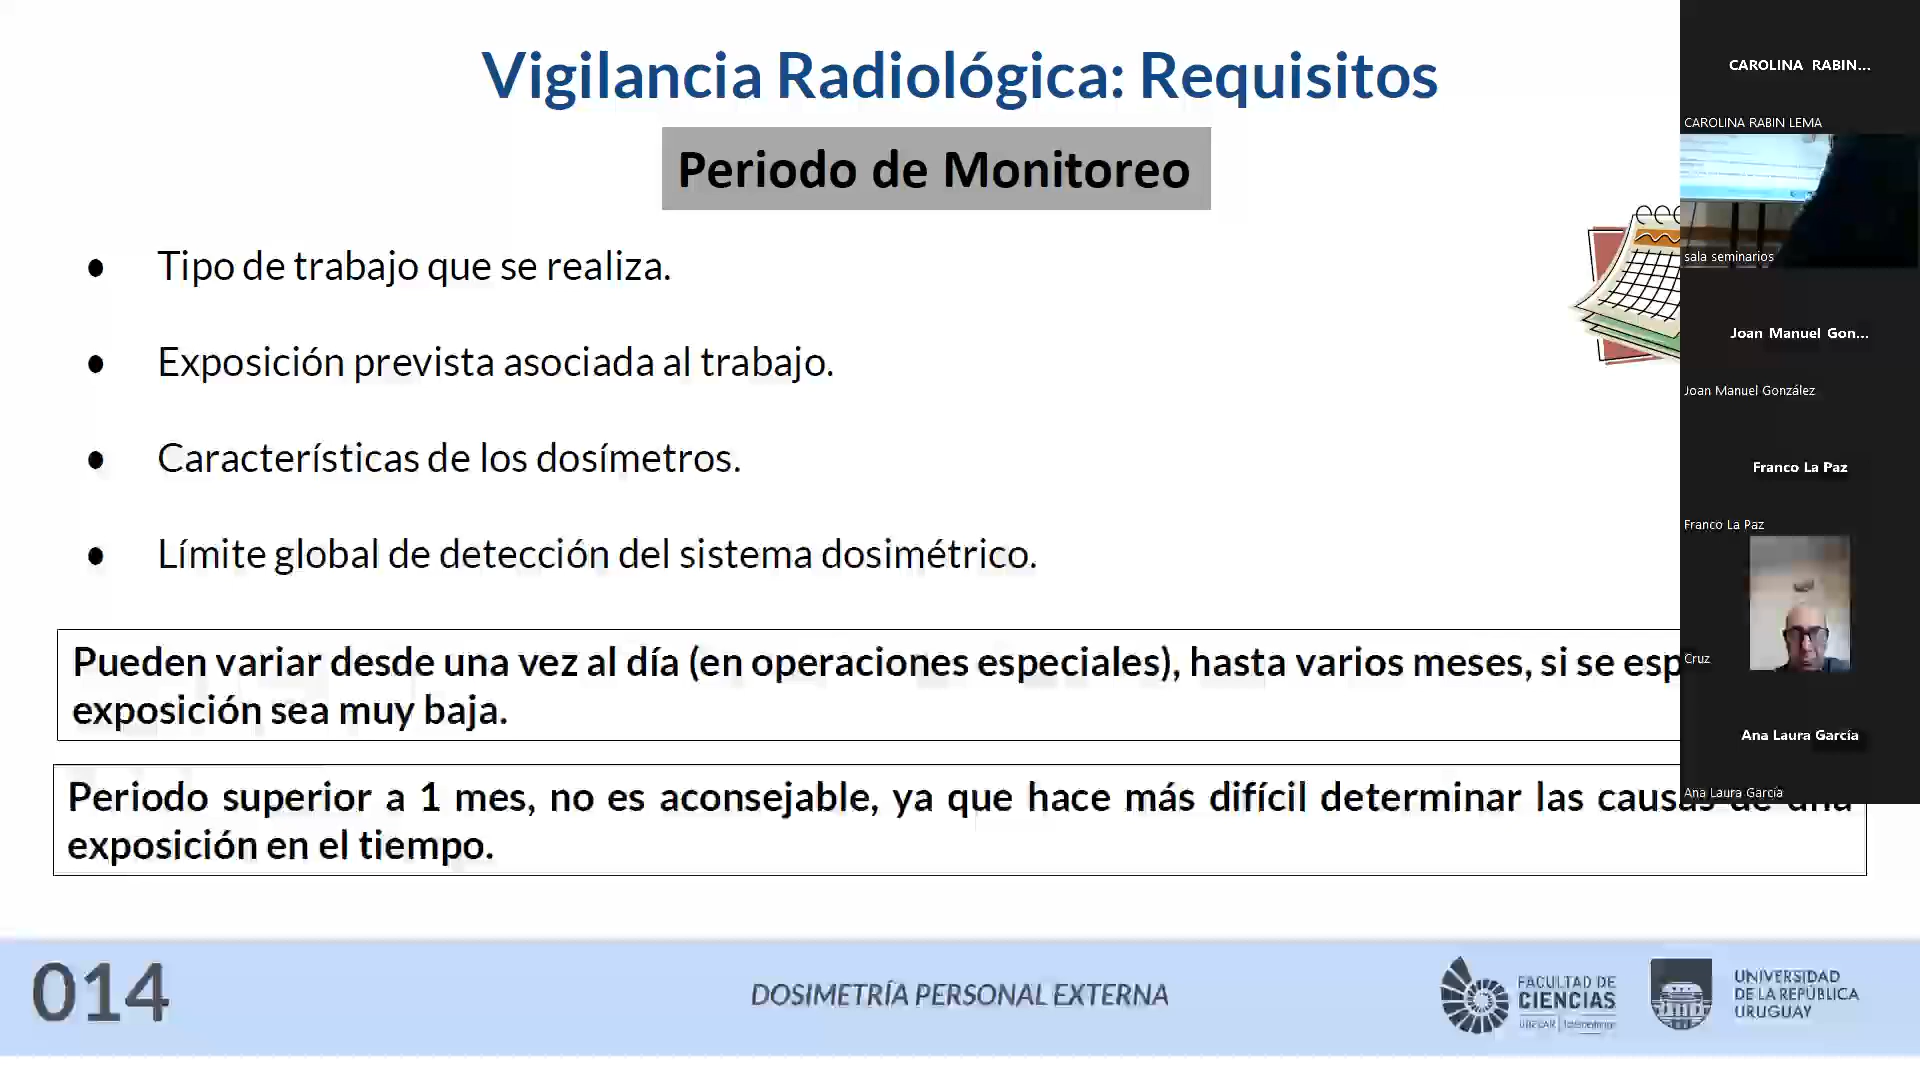 Vigilancia Radiológica: Requisitos
Periodo de Monitoreo
● Tipo de trabajo que se realiza.
● Exposición prevista asociada al trabajo.
● Características de los dosímetros.
● Límite global de detección del sistema dosimétrico.
Pueden variar desde una vez al día (en operaciones especiales), hasta varios meses, si se esp
exposición sea muy baja.
Periodo superior a 1 mes, no es aconsejable, ya que hace más difícil determinar las causas de una
exposición en el tiempo.
014
DOSIMETRÍA PERSONAL EXTERNA
FACULTAD DE
CIENCIAS
UNIVERSIDAD
DE LA REPÚBLICA
URUGUAY
CAROLINA RABIN...
CAROLINA RABIN LEMA
sala seminarios
Joan Manuel Gon...
Joan Manuel González
Franco La Paz
Franco La Paz
Cruz
Ana Laura García
Ana Laura García